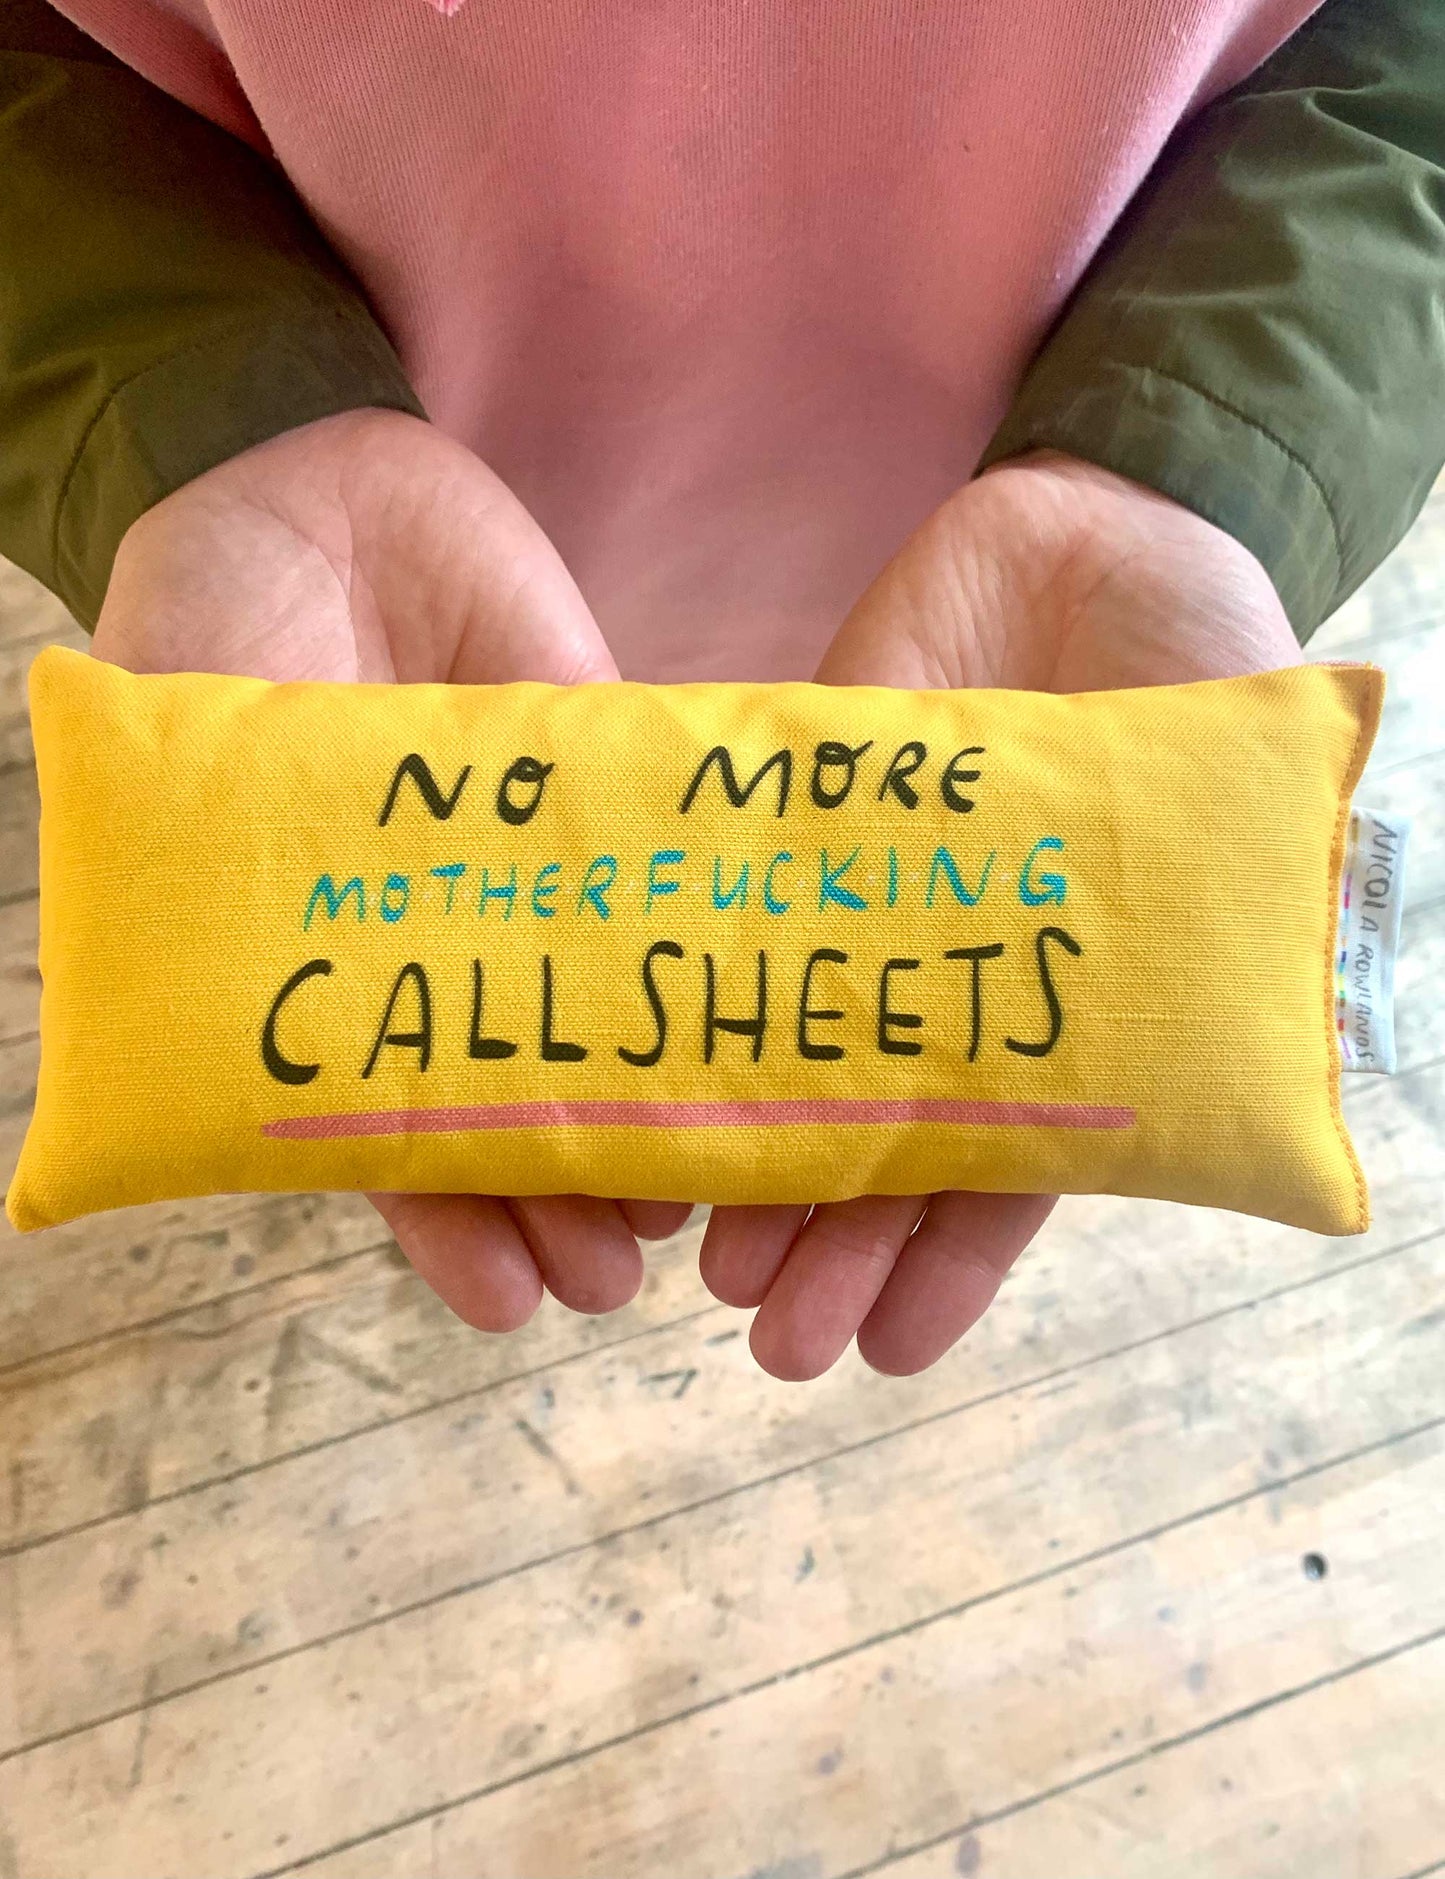 NO MORE
MOTHERFUCKING
CALLSHEETS
NICOLA ROWLANDS